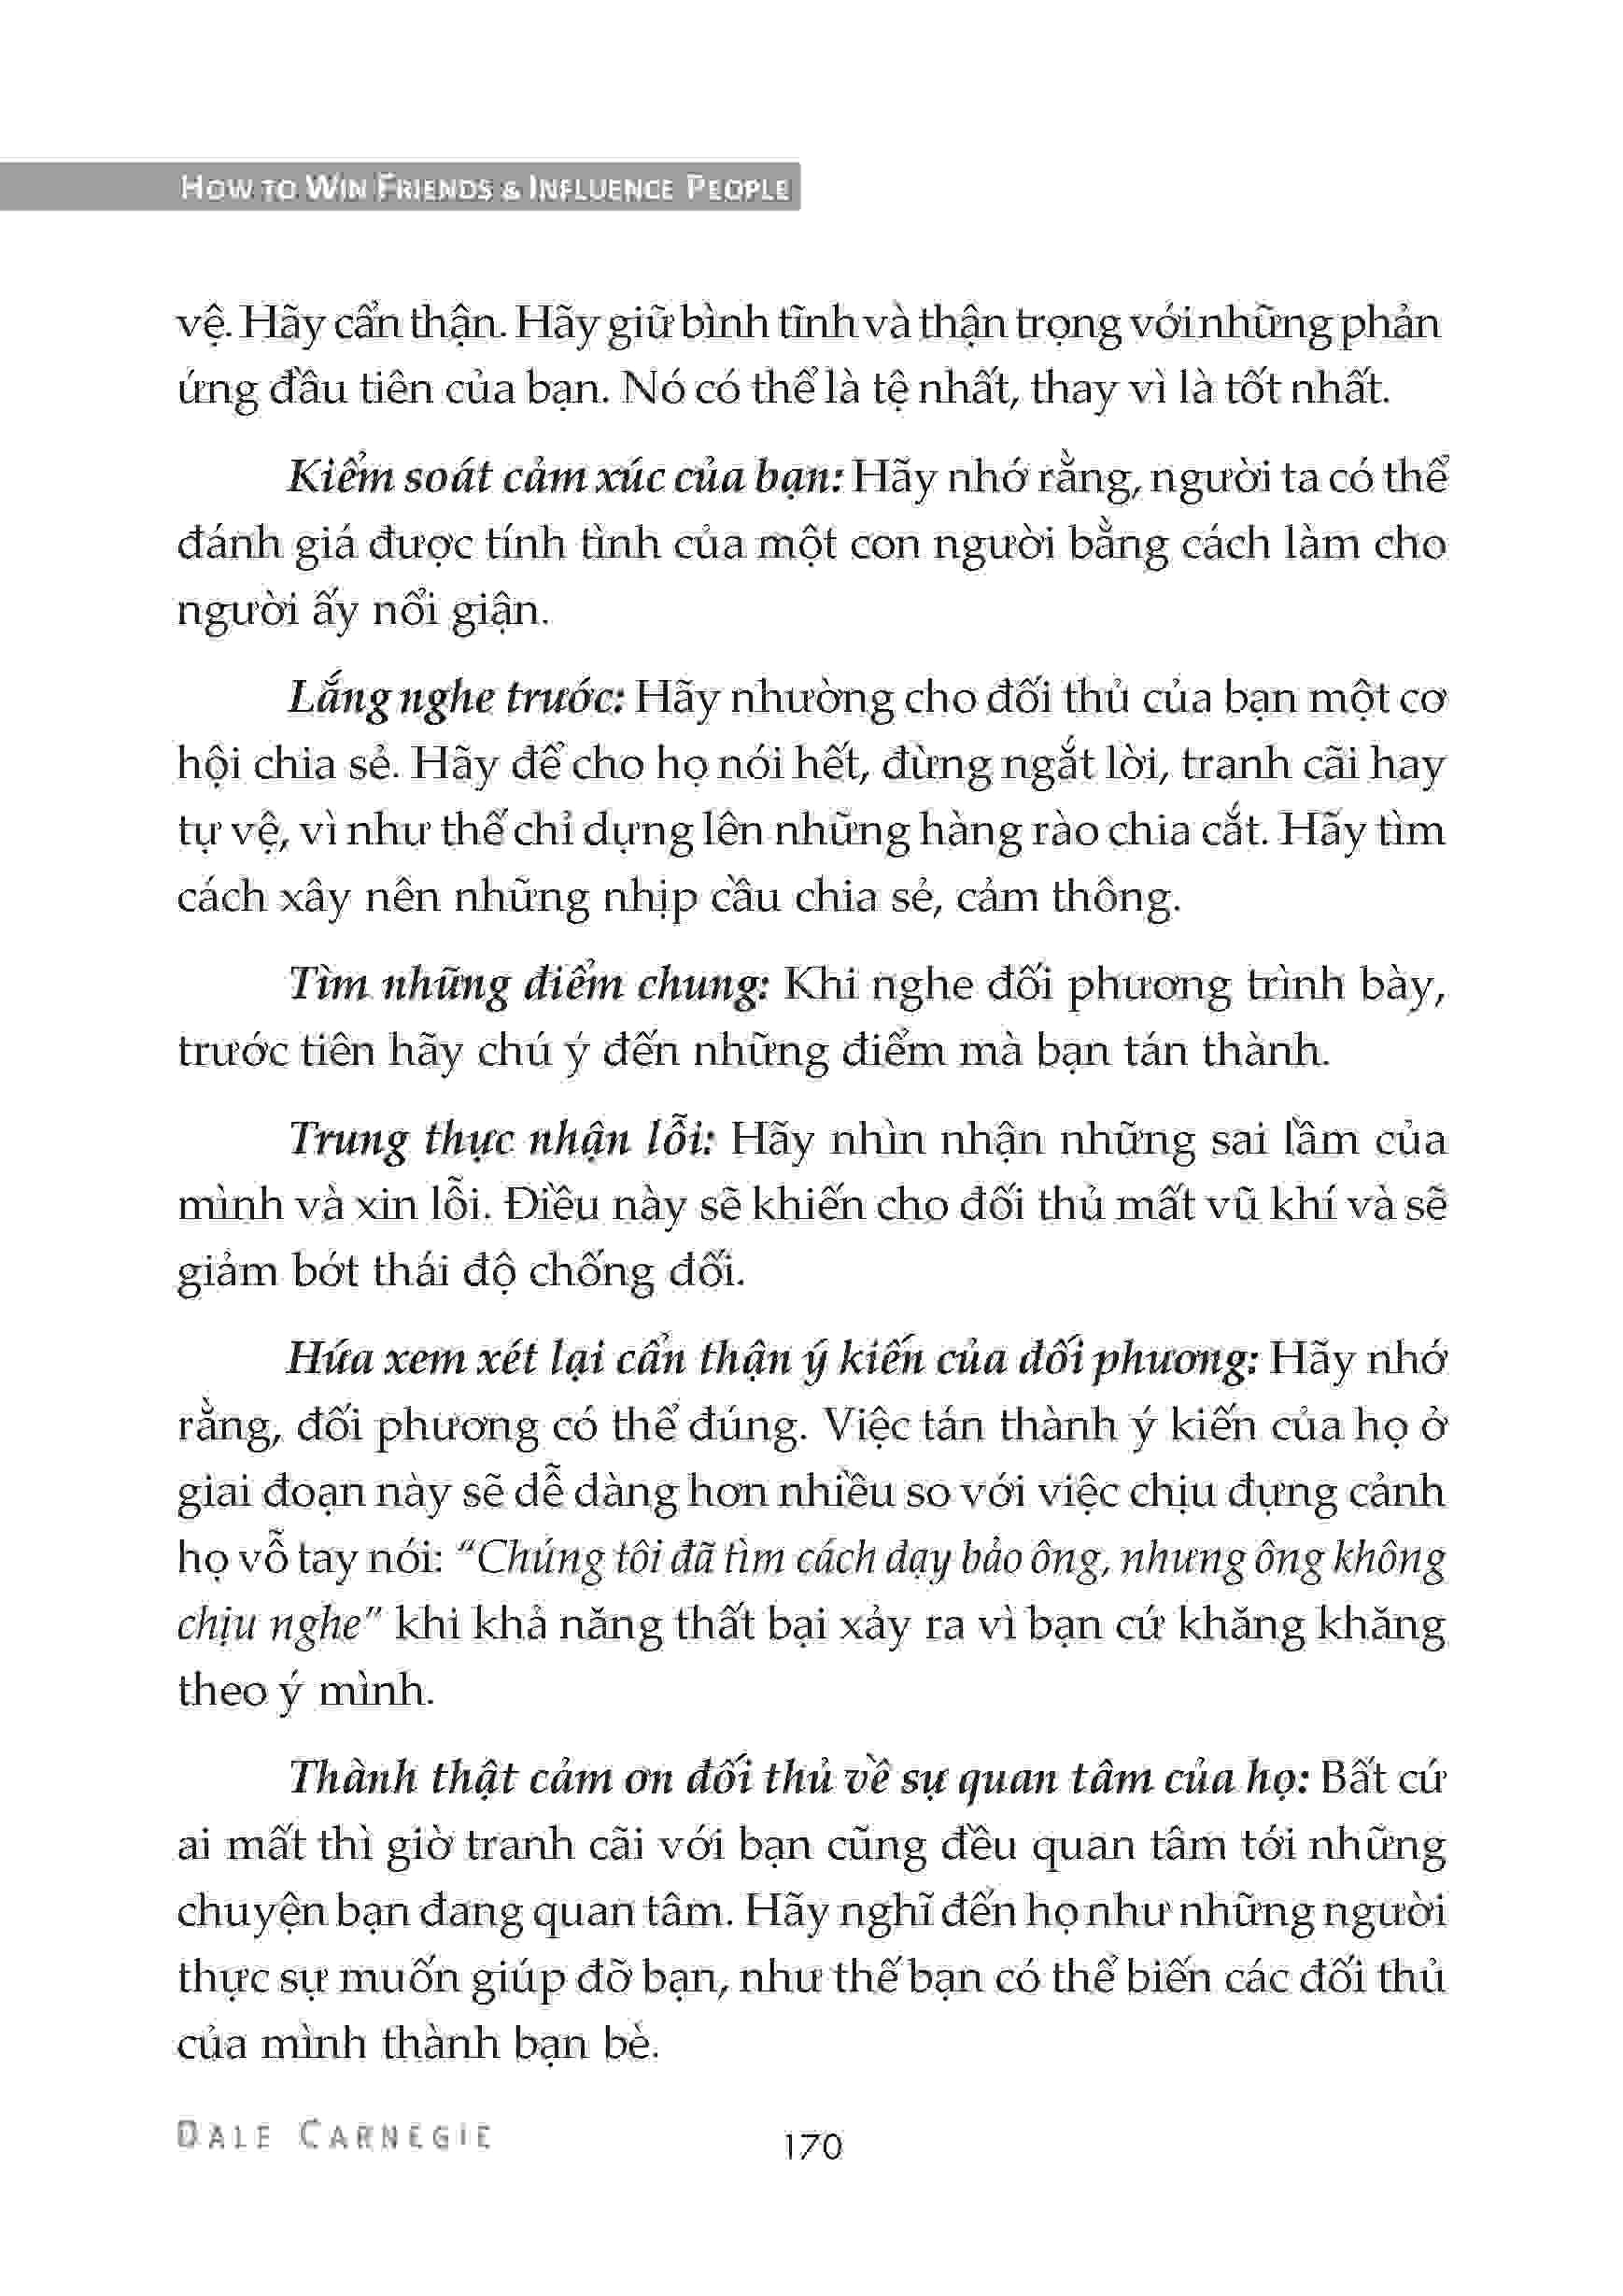 HOW TO WIN FRIENDS & INFLUENCE PEOPLE
vệ. Hãy cẩn thận. Hãy giữ bình tĩnh và thận trọng với những phản
ứng đầu tiên của bạn. Nó có thể là tệ nhất, thay vì là tốt nhất.
Kiểm soát cảm xúc của bạn: Hãy nhớ rằng, người ta có thể
đánh giá được tính tình của một con người bằng cách làm cho
người ấy nổi giận.
Lắng nghe trước: Hãy nhường cho đối thủ của bạn một cơ
hội chia sẻ. Hãy để cho họ nói hết, đừng ngắt lời, tranh cãi hay
tự vệ, vì như thế chỉ dựng lên những hàng rào chia cắt. Hãy tìm
cách xây nên những nhịp cầu chia sẻ, cảm thông.
Tìm những điểm chung: Khi nghe đối phương trình bày,
trước tiên hãy chú ý đến những điểm mà bạn tán thành.
Trung thực nhận lỗi: Hãy nhìn nhận những sai lầm của
mình và xin lỗi. Điều này sẽ khiến cho đối thủ mất vũ khí và sẽ
giảm bớt thái độ chống đối.
Hứa xem xét lại cẩn thận ý kiến của đối phương: Hãy nhớ
rằng, đối phương có thể đúng. Việc tán thành ý kiến của họ ở
giai đoạn này sẽ dễ dàng hơn nhiều so với việc chịu đựng cảnh
họ vỗ tay nói: “Chúng tôi đã tìm cách dạy bảo ông, nhưng ông không
chịu nghe” khi khả năng thất bại xảy ra vì bạn cứ khăng khăng
theo ý mình.
Thành thật cảm ơn đối thủ về sự quan tâm của họ: Bất cứ
ai mất thì giờ tranh cãi với bạn cũng đều quan tâm tới những
chuyện bạn đang quan tâm. Hãy nghĩ đến họ như những người
thực sự muốn giúp đỡ bạn, như thế bạn có thể biến các đối thủ
của mình thành bạn bè.
DALE CARNEGIE
170